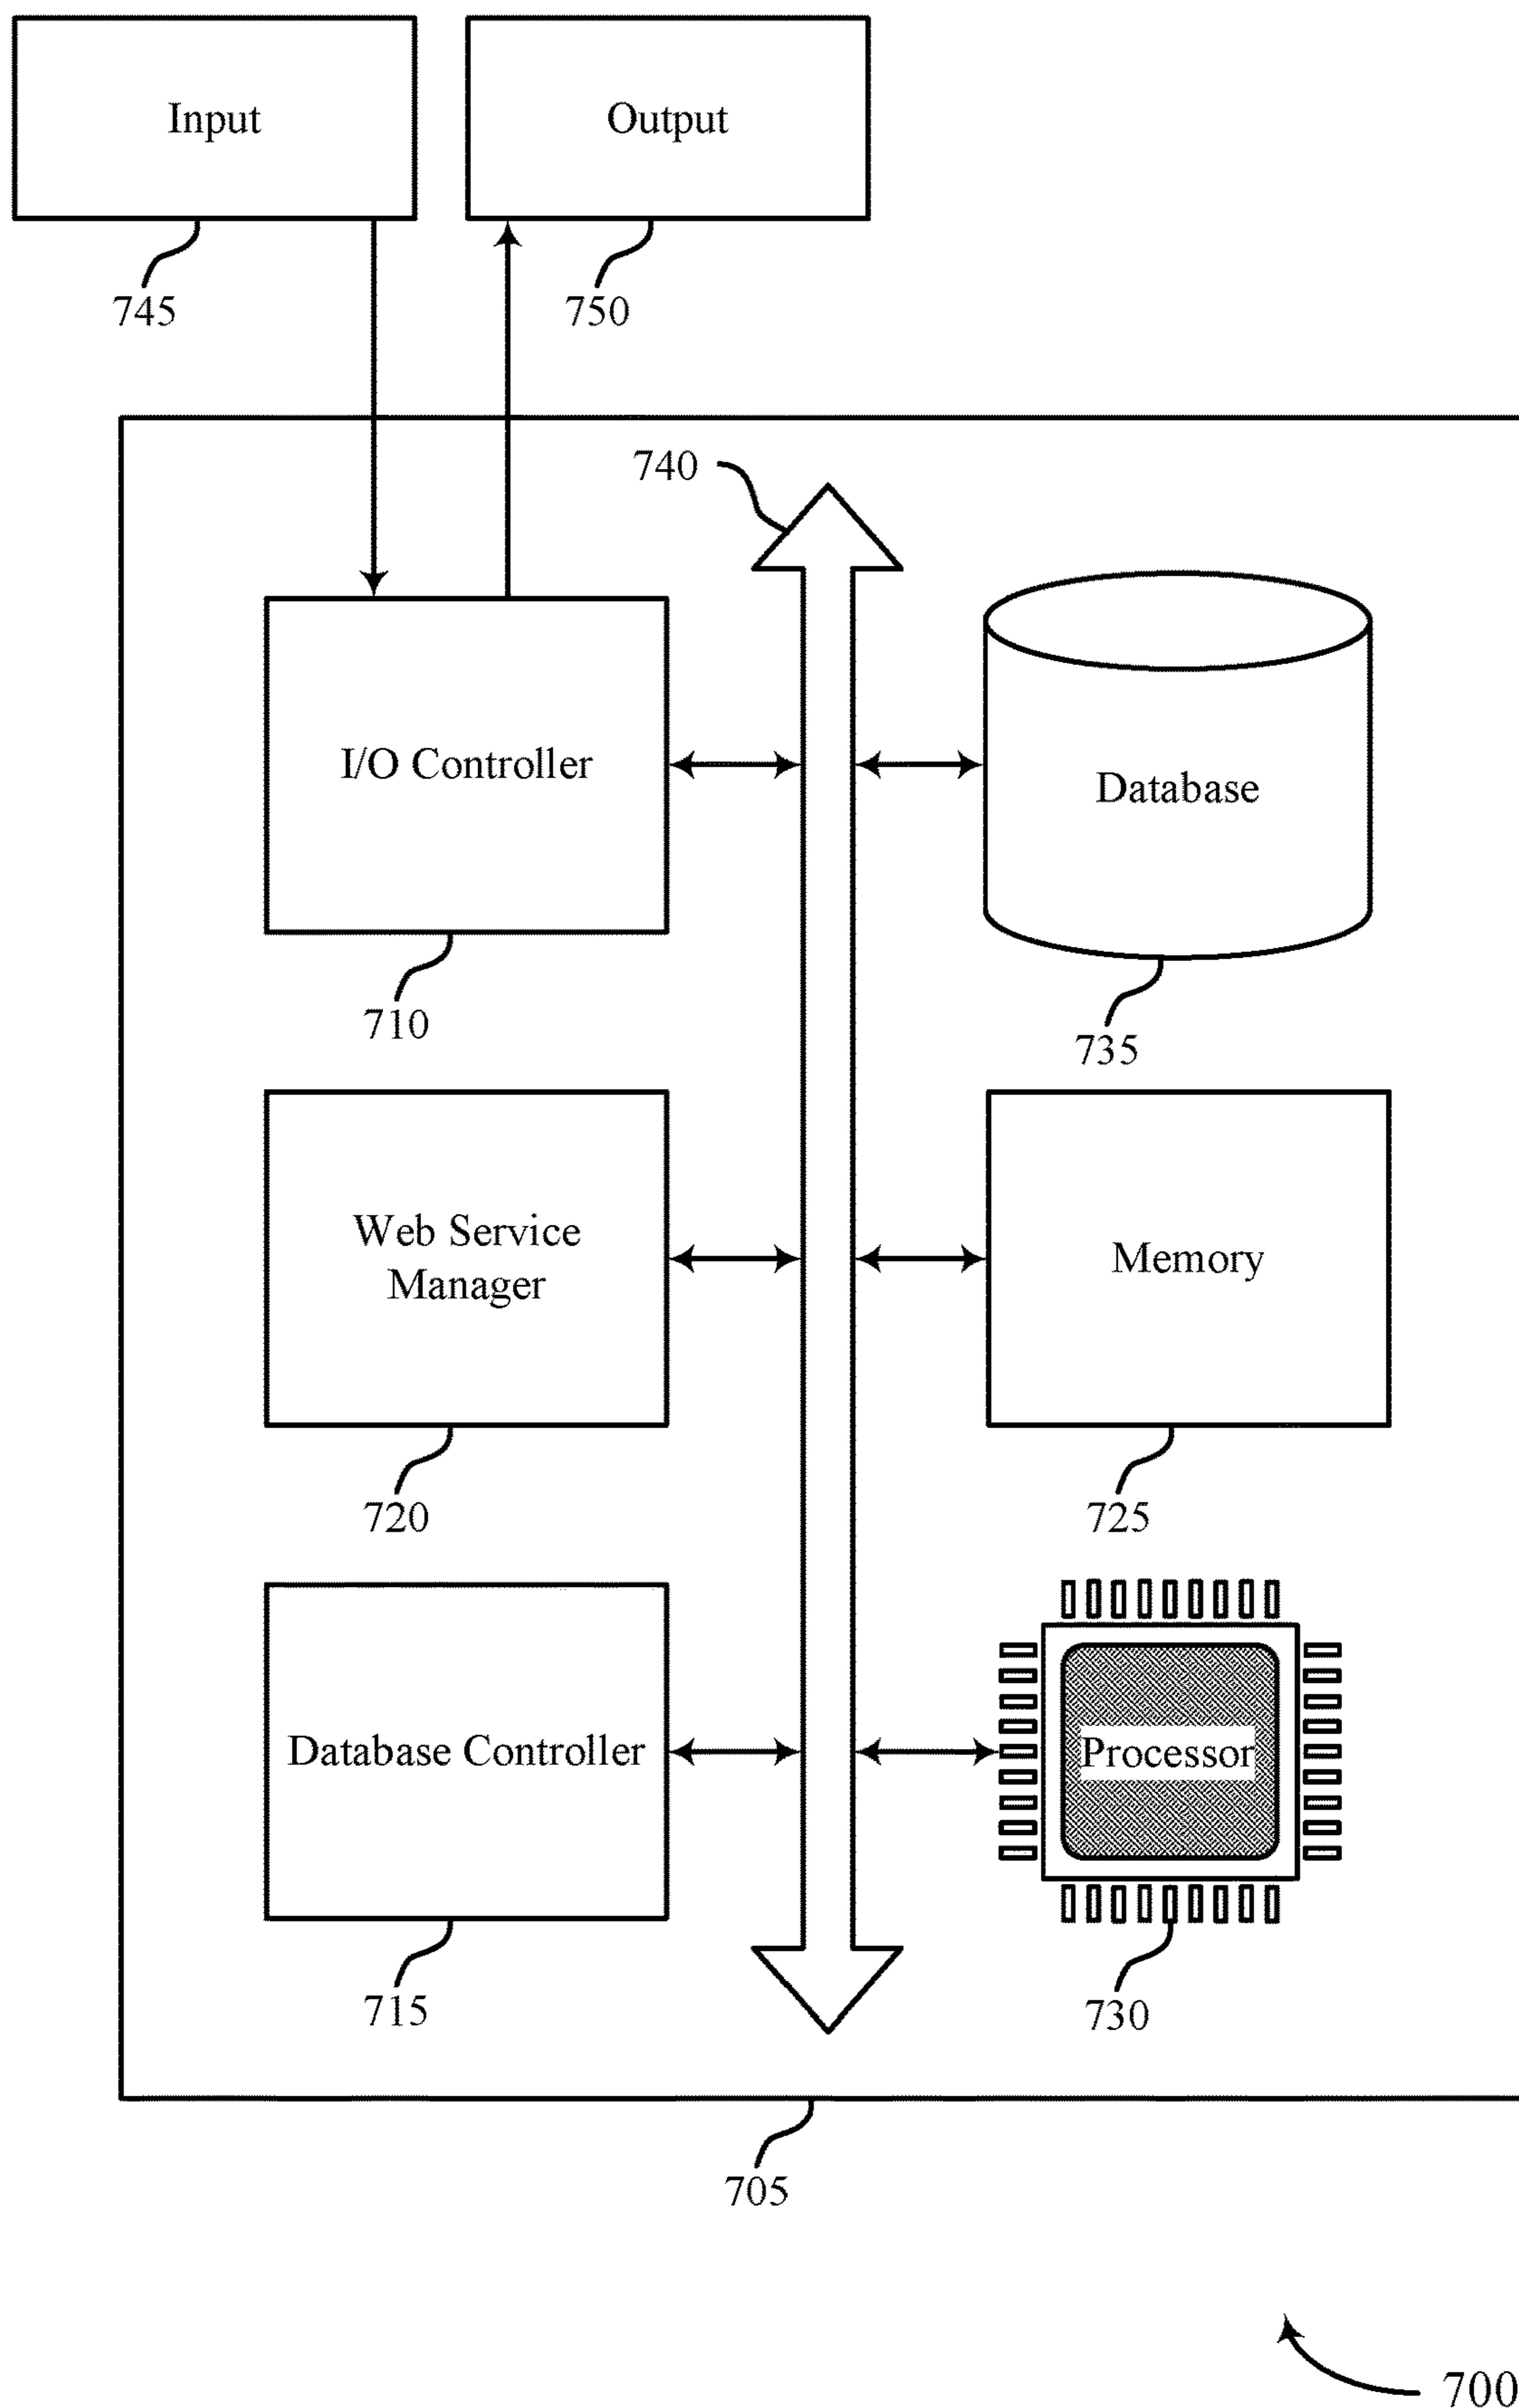 Input
Output
745
750
740
I/O Controller
Database
710
735
Web Service
Manager
Memory
720
725
Database Controller
Processor
715
730
705
700